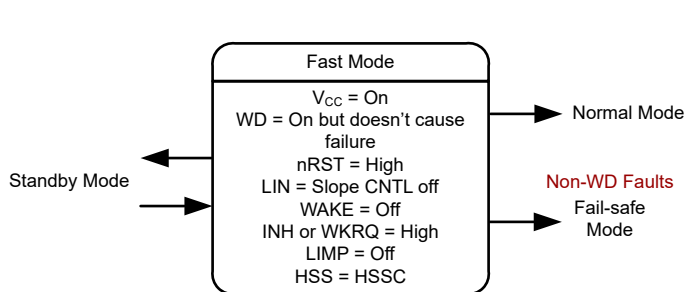 Fast Mode
V_CC = On
WD = On but doesn't cause
failure
nRST = High
LIN = Slope CNTL off
WAKE = Off
INH or WKRQ = High
LIMP = Off
HSS = HSSC
Standby Mode
Normal Mode
Non-WD Faults
Fail-safe
Mode